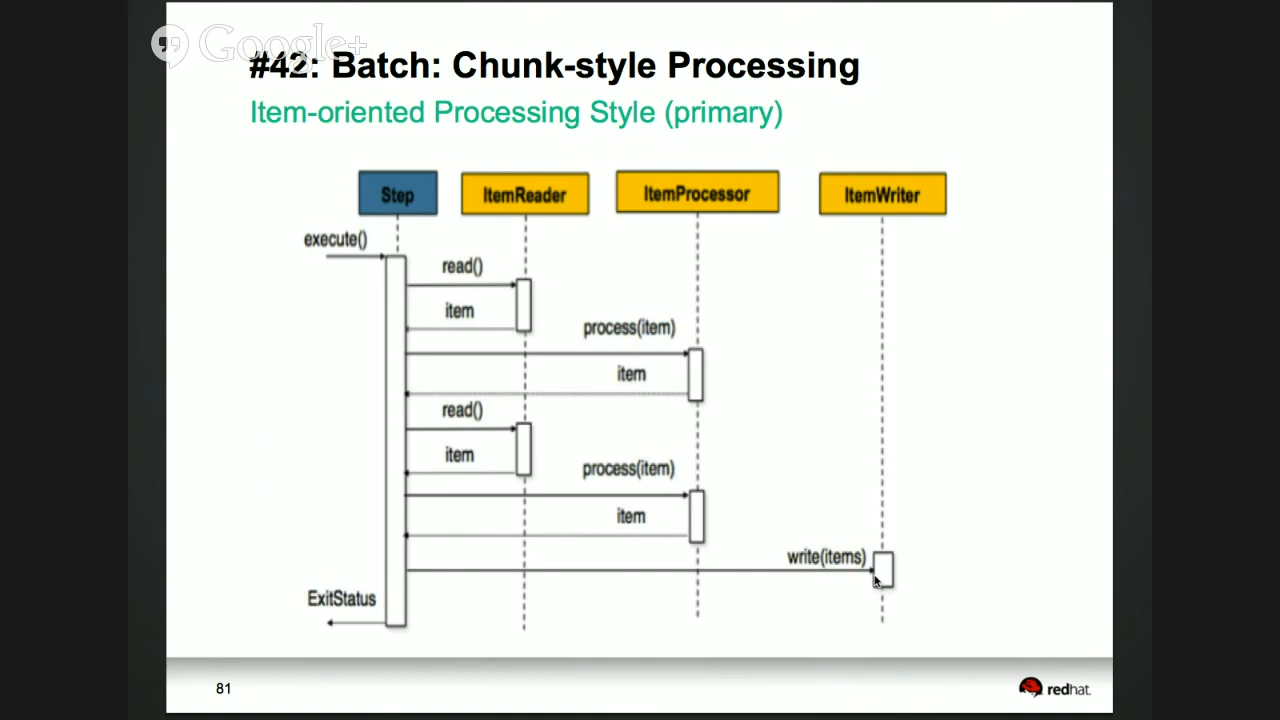 Google+
#42: Batch: Chunk-style Processing
Item-oriented Processing Style (primary)
Step
ItemReader
ItemProcessor
ItemWriter
execute()
read()
item
process(item)
item
read()
item
process(item)
item
write(items)
ExitStatus
81
redhat.